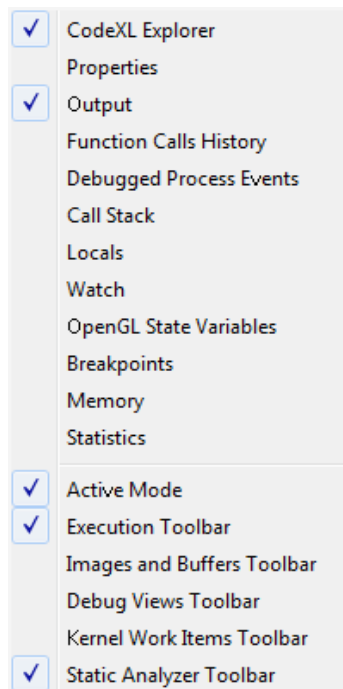 CodeXL Explorer
Properties
Output
Function Calls History
Debugged Process Events
Call Stack
Locals
Watch
OpenGL State Variables
Breakpoints
Memory
Statistics
Active Mode
Execution Toolbar
Images and Buffers Toolbar
Debug Views Toolbar
Kernel Work Items Toolbar
Static Analyzer Toolbar